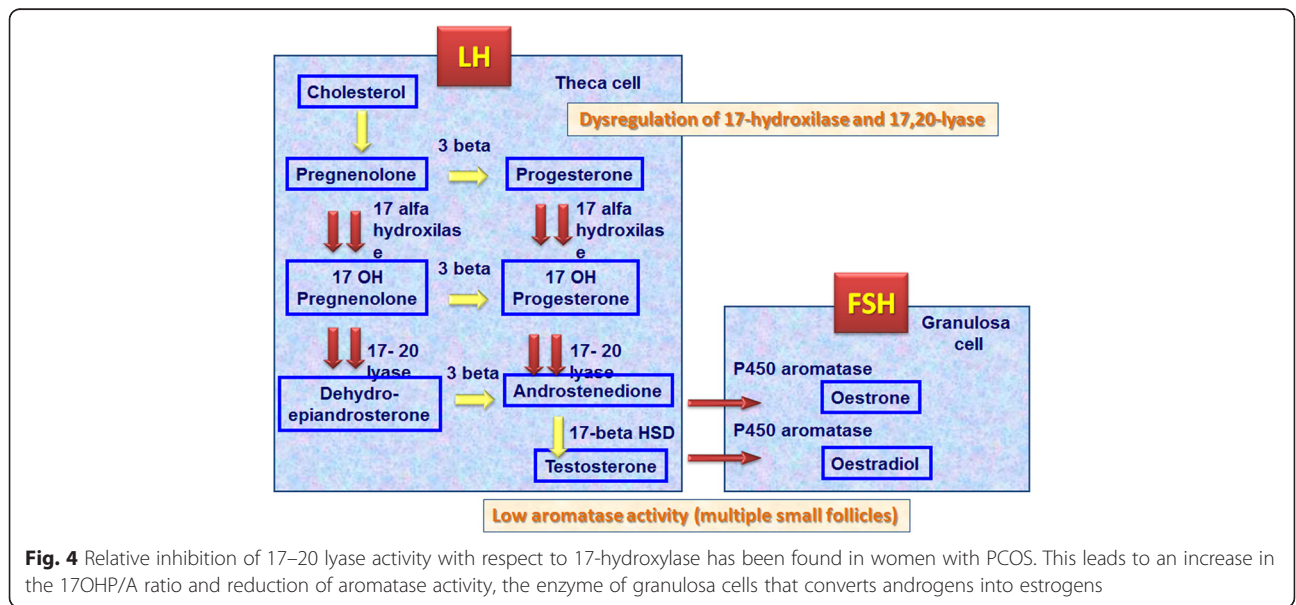 LH
Theca cell
Cholesterol
Dysregulation of 17-hydroxilase and 17,20-lyase
3 beta
Pregnenolone
Progesterone
17 alfa
hydroxilas
e
17 alfa
hydroxilas
e
3 beta
17 OH
Pregnenolone
17 OH
Progesterone
FSH
Granulosa
cell
17- 20
lyase
17- 20
lyase
3 beta
Dehydro-
epiandrosterone
Androstenedione
P450 aromatase
Oestrone
17-beta HSD
P450 aromatase
Testosterone
Oestradiol
Low aromatase activity (multiple small follicles)
Fig. 4 Relative inhibition of 17–20 lyase activity with respect to 17-hydroxylase has been found in women with PCOS. This leads to an increase in
the 17OHP/A ratio and reduction of aromatase activity, the enzyme of granulosa cells that converts androgens into estrogens